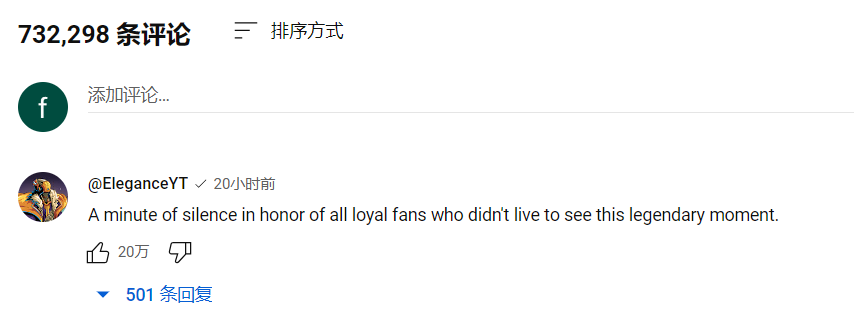 732,298 条评论 排序方式
f 添加评论...
@EleganceYT 20小时前
A minute of silence in honor of all loyal fans who didn't live to see this legendary moment.
20万
501 条回复